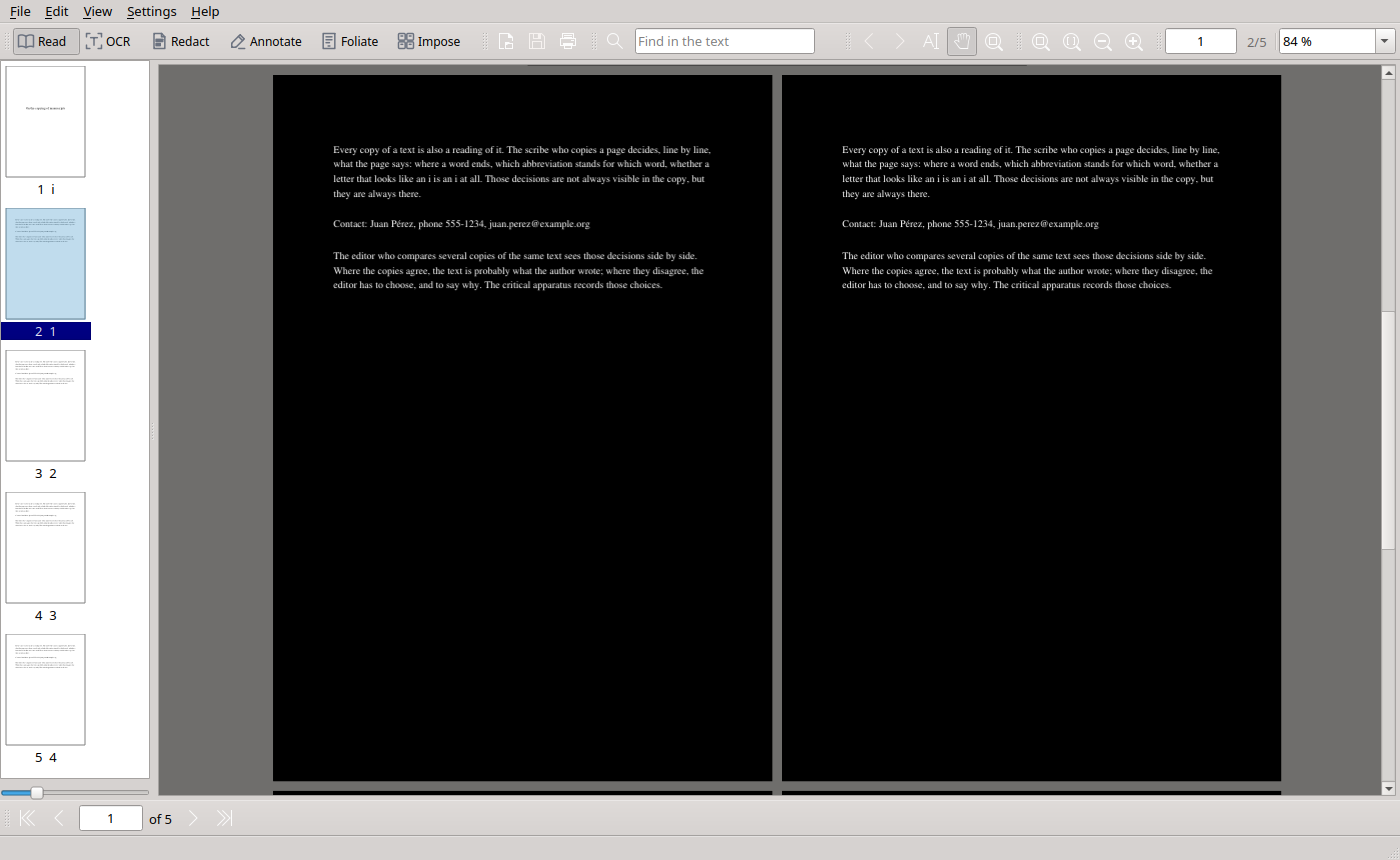 File Edit View Settings Help
Read OCR Redact Annotate Foliate Impose Find in the text 1 2/5 84 %
1 i
2 1
3 2
4 3
5 4
Every copy of a text is also a reading of it. The scribe who copies a page decides, line by line,
what the page says: where a word ends, which abbreviation stands for which word, whether a
letter that looks like an i is an i at all. Those decisions are not always visible in the copy, but
they are always there.
Contact: Juan Pérez, phone 555-1234, juan.perez@example.org
The editor who compares several copies of the same text sees those decisions side by side.
Where the copies agree, the text is probably what the author wrote; where they disagree, the
editor has to choose, and to say why. The critical apparatus records those choices.
Every copy of a text is also a reading of it. The scribe who copies a page decides, line by line,
what the page says: where a word ends, which abbreviation stands for which word, whether a
letter that looks like an i is an i at all. Those decisions are not always visible in the copy, but
they are always there.
Contact: Juan Pérez, phone 555-1234, juan.perez@example.org
The editor who compares several copies of the same text sees those decisions side by side.
Where the copies agree, the text is probably what the author wrote; where they disagree, the
editor has to choose, and to say why. The critical apparatus records those choices.
1 of 5